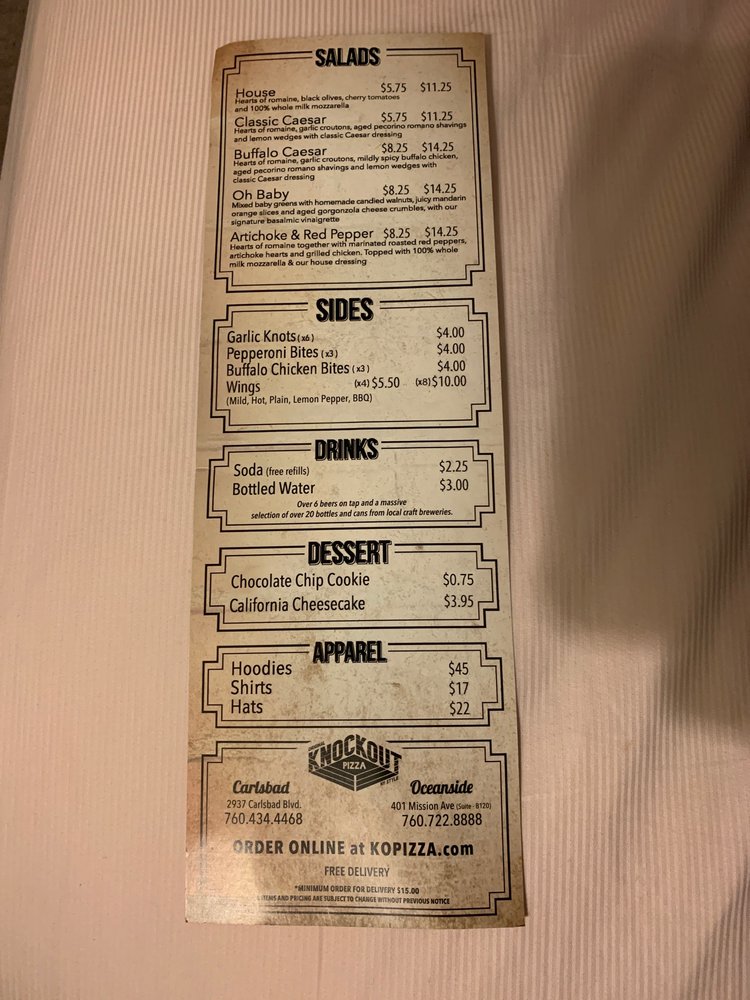 SALADS
House $5.75 $11.25
Hearts of romaine, black olives, cherry tomatoes
and 100% whole milk mozzarella
Classic Caesar $5.75 $11.25
Hearts of romaine, garlic croutons, aged pecorino romano shavings
and lemon wedges with classic Caesar dressing
Buffalo Caesar $8.25 $14.25
Hearts of romaine, garlic croutons, mildly spicy buffalo chicken,
aged pecorino romano shavings and lemon wedges with
classic Caesar dressing
Oh Baby $8.25 $14.25
Mixed baby greens with homemade candied walnuts, juicy mandarin
orange slices and aged gorgonzola cheese crumbles, with our
signature basalmic vinaigrette
Artichoke & Red Pepper $8.25 $14.25
Hearts of romaine together with marinated roasted red peppers,
artichoke hearts and grilled chicken. Topped with 100% whole
milk mozzarella & our house dressing
SIDES
Garlic Knots (x6) $4.00
Pepperoni Bites (x3) $4.00
Buffalo Chicken Bites (x3) $4.00
Wings (x4) $5.50 (x8) $10.00
(Mild, Hot, Plain, Lemon Pepper, BBQ)
DRINKS
Soda (free refills) $2.25
Bottled Water $3.00
Over 6 beers on tap and a massive
selection of over 20 bottles and cans from local craft breweries.
DESSERT
Chocolate Chip Cookie $0.75
California Cheesecake $3.95
APPAREL
Hoodies $45
Shirts $17
Hats $22
KNOCKOUT
PIZZA
NY STYLE
Carlsbad Oceanside
2937 Carlsbad Blvd. 401 Mission Ave (Suite - B120)
760.434.4468 760.722.8888
ORDER ONLINE at KOPIZZA.com
FREE DELIVERY
*MINIMUM ORDER FOR DELIVERY $15.00
ITEMS AND PRICING ARE SUBJECT TO CHANGE WITHOUT PREVIOUS NOTICE